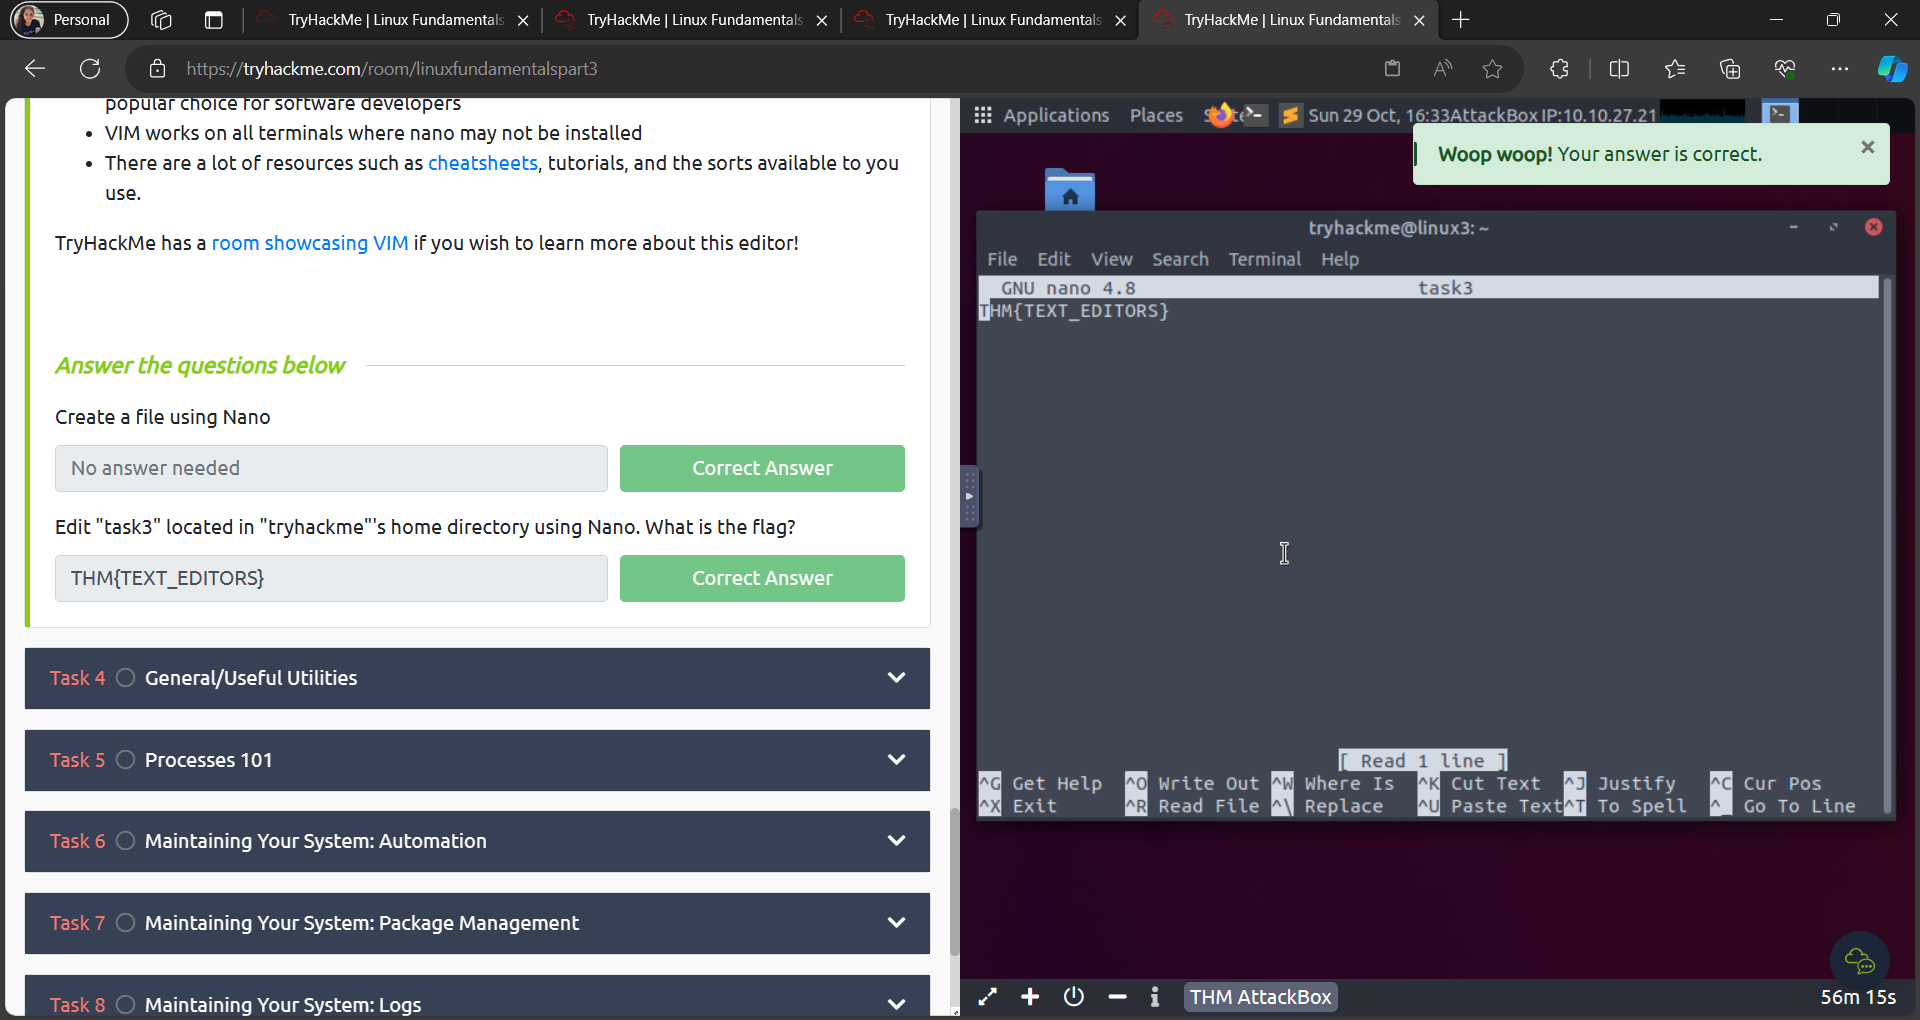 Personal
TryHackMe | Linux Fundamentals
TryHackMe | Linux Fundamentals
TryHackMe | Linux Fundamentals
TryHackMe | Linux Fundamentals
https://tryhackme.com/room/linuxfundamentalspart3
popular choice for software developers
• VIM works on all terminals where nano may not be installed
• There are a lot of resources such as cheatsheets, tutorials, and the sorts available to you
use.
TryHackMe has a room showcasing VIM if you wish to learn more about this editor!
Answer the questions below
Create a file using Nano
No answer needed
Correct Answer
Edit "task3" located in "tryhackme"'s home directory using Nano. What is the flag?
THM{TEXT_EDITORS}
Correct Answer
Task 4 General/Useful Utilities
Task 5 Processes 101
Task 6 Maintaining Your System: Automation
Task 7 Maintaining Your System: Package Management
Task 8 Maintaining Your System: Logs
Applications Places Sun 29 Oct, 16:33 AttackBox IP:10.10.27.21
Woop woop! Your answer is correct.
tryhackme@linux3: ~
File Edit View Search Terminal Help
GNU nano 4.8 task3
THM{TEXT_EDITORS}
[ Read 1 line ]
^G Get Help ^O Write Out ^W Where Is ^K Cut Text ^J Justify ^C Cur Pos
^X Exit ^R Read File ^\ Replace ^U Paste Text ^T To Spell ^_ Go To Line
THM AttackBox
56m 15s